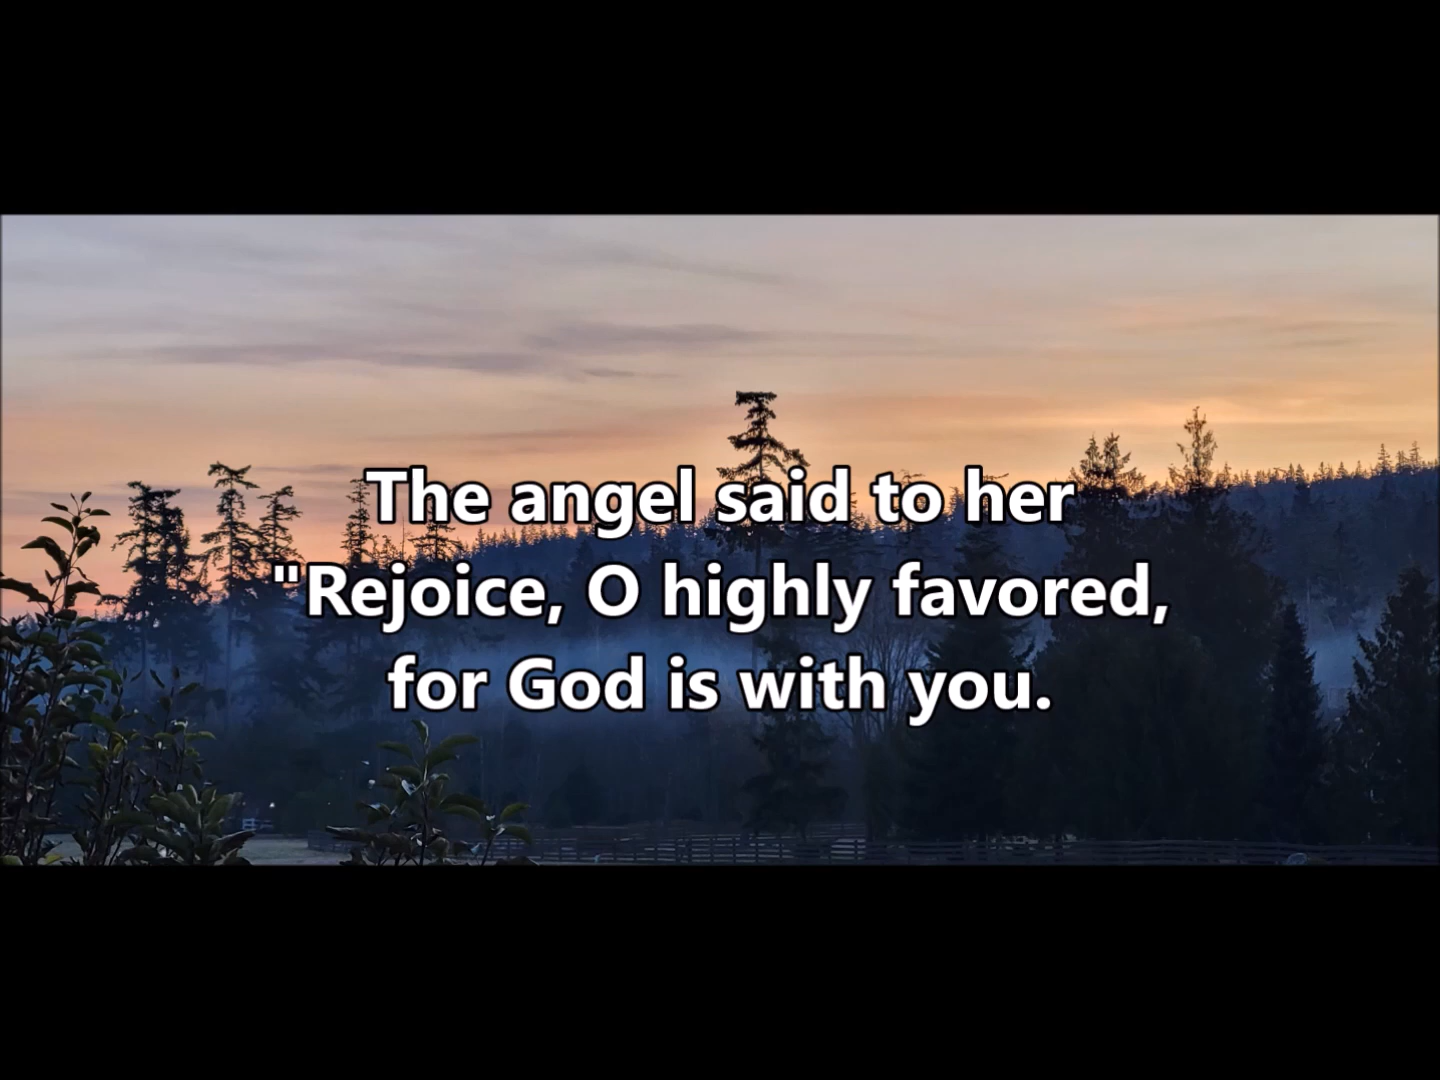 The angel said to her
"Rejoice, O highly favored,
for God is with you.